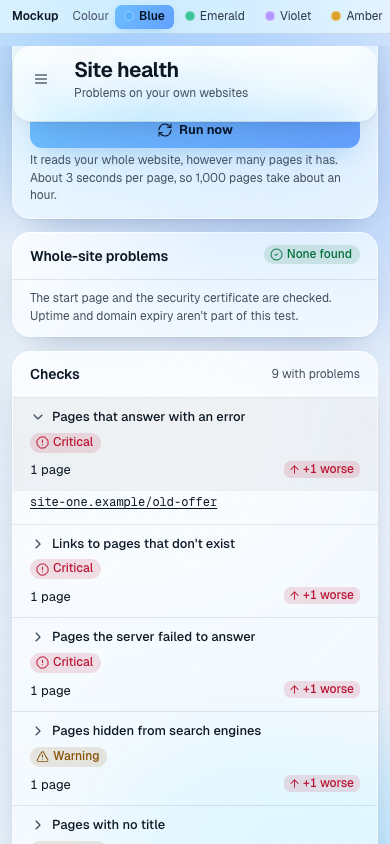 Mockup Colour Blue Emerald Violet Amber
Site health
Problems on your own websites
Run now
It reads your whole website, however many pages it has.
About 3 seconds per page, so 1,000 pages take about an
hour.
Whole-site problems None found
The start page and the security certificate are checked.
Uptime and domain expiry aren't part of this test.
Checks 9 with problems
Pages that answer with an error
Critical
1 page +1 worse
site-one.example/old-offer
Links to pages that don't exist
Critical
1 page +1 worse
Pages the server failed to answer
Critical
1 page +1 worse
Pages hidden from search engines
Warning
1 page +1 worse
Pages with no title